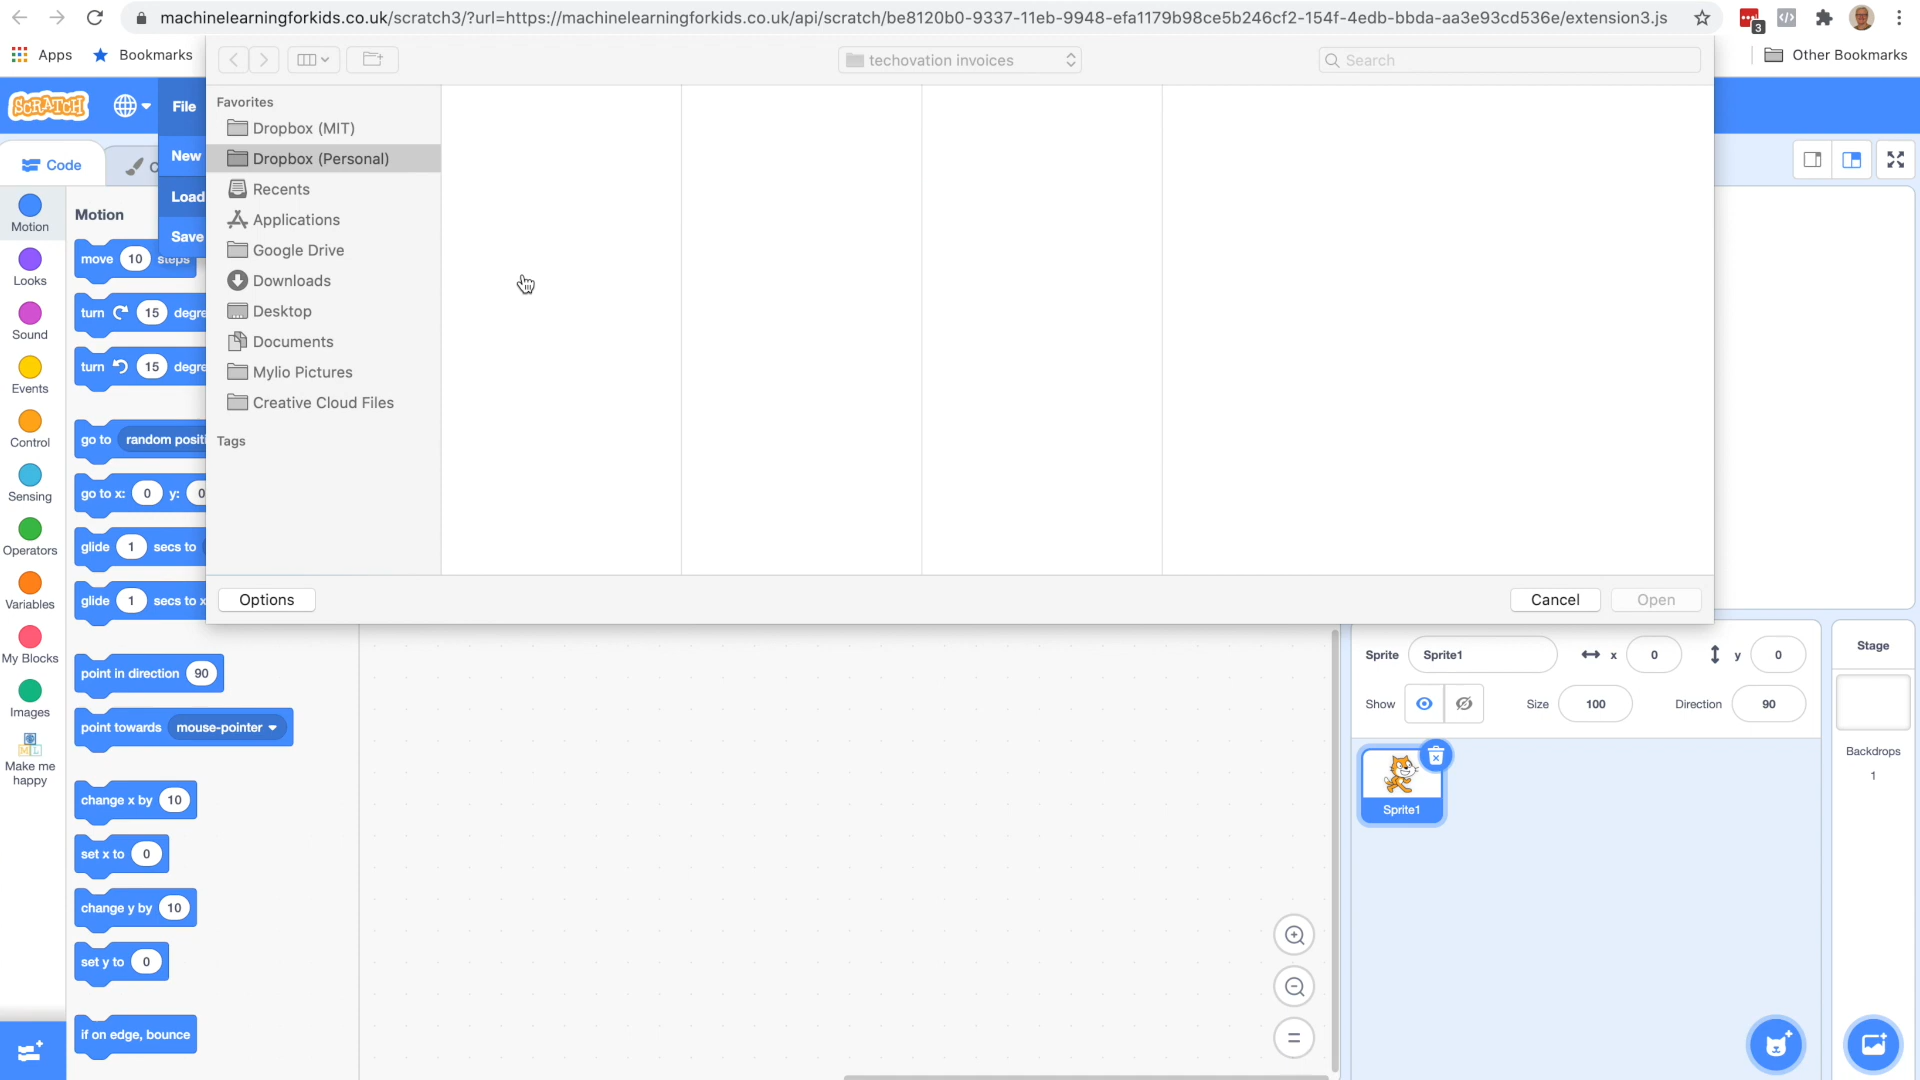 machinelearningforkids.co.uk/scratch3/?url=https://machinelearningforkids.co.uk/api/scratch/be8120b0-9337-11eb-9948-efa1179b98ce5b246cf2-154f-4edb-bbda-aa3e93cd536e/extension3.js
3
Apps
Bookmarks
Other Bookmarks
techovation invoices
Search
SCRATCH
File
New
Load
Save
Favorites
Dropbox (MIT)
Dropbox (Personal)
Recents
Applications
Google Drive
Downloads
Desktop
Documents
Mylio Pictures
Creative Cloud Files
Tags
Options
Cancel
Open
Code
C
Motion
Looks
Sound
Events
Control
Sensing
Operators
Variables
My Blocks
Images
Make me
happy
Motion
move 10 steps
turn 15 degre
turn 15 degre
go to random positi
go to x: 0 y: 0
glide 1 secs to
glide 1 secs to x
point in direction 90
point towards mouse-pointer
change x by 10
set x to 0
change y by 10
set y to 0
if on edge, bounce
Sprite Sprite1 x 0 y 0
Show Size 100 Direction 90
Sprite1
Stage
Backdrops
1